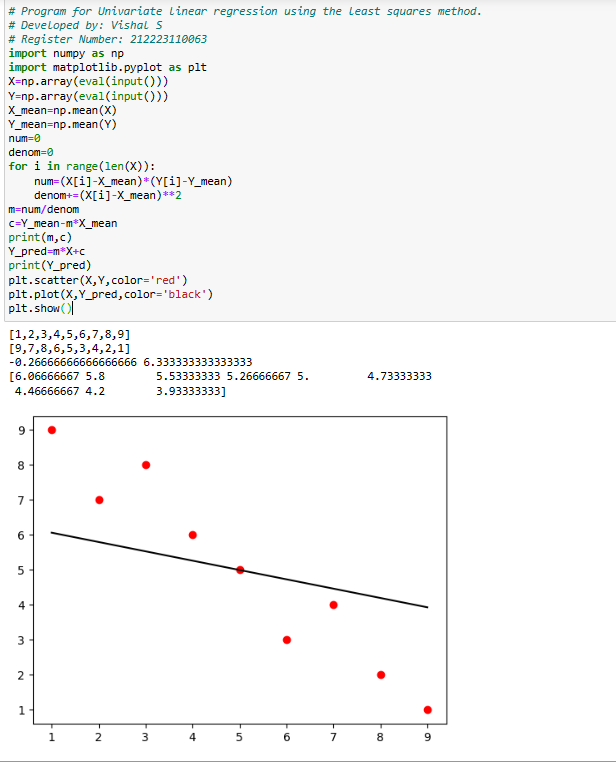 # Program for Univariate linear regression using the least squares method.
# Developed by: Vishal S
# Register Number: 212223110063
import numpy as np
import matplotlib.pyplot as plt
X=np.array(eval(input()))
Y=np.array(eval(input()))
X_mean=np.mean(X)
Y_mean=np.mean(Y)
num=0
denom=0
for i in range(len(X)):
    num=(X[i]-X_mean)*(Y[i]-Y_mean)
    denom+=(X[i]-X_mean)**2
m=num/denom
c=Y_mean-m*X_mean
print(m,c)
Y_pred=m*X+c
print(Y_pred)
plt.scatter(X,Y,color='red')
plt.plot(X,Y_pred,color='black')
plt.show()
[1,2,3,4,5,6,7,8,9]
[9,7,8,6,5,3,4,2,1]
-0.26666666666666666 6.333333333333333
[6.06666667 5.8        5.53333333 5.26666667 5.         4.73333333
 4.46666667 4.2        3.93333333]
9
8
7
6
5
4
3
2
1
1 2 3 4 5 6 7 8 9